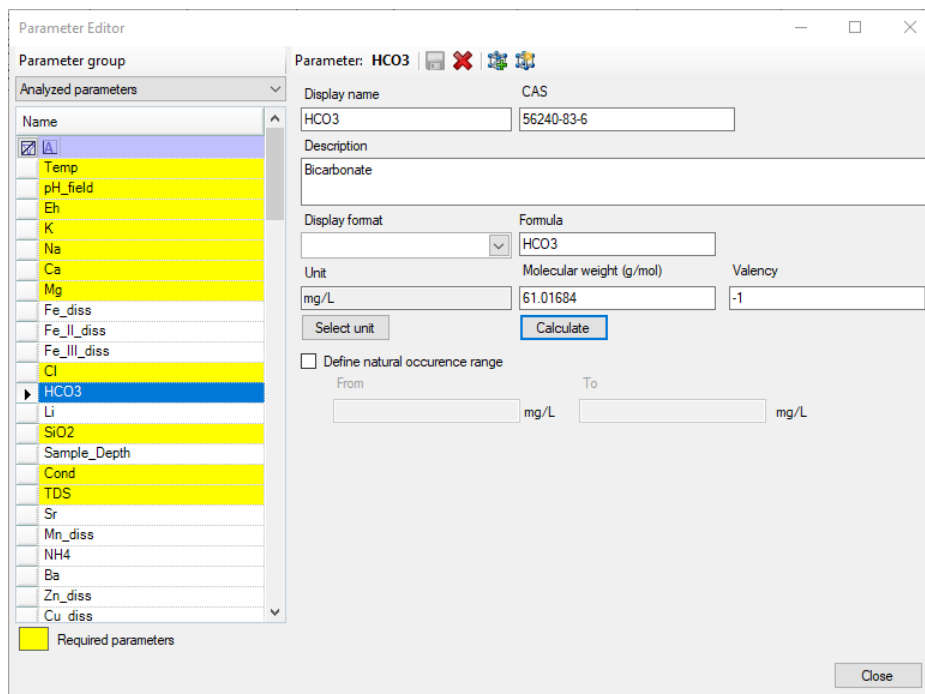 Parameter Editor
Parameter group
Parameter: HCO3
Analyzed parameters
Display name
CAS
Name
HCO3
56240-83-6
A
Description
Temp
Bicarbonate
pH_field
Eh
K
Display format
Formula
Na
HCO3
Ca
Unit
Molecular weight (g/mol)
Valency
Mg
mg/L
61.01684
-1
Fe_diss
Fe_II_diss
Select unit
Calculate
Fe_III_diss
Define natural occurence range
Cl
From
To
HCO3
Li
mg/L
mg/L
SiO2
Sample_Depth
Cond
TDS
Sr
Mn_diss
NH4
Ba
Zn_diss
Cu_diss
Required parameters
Close